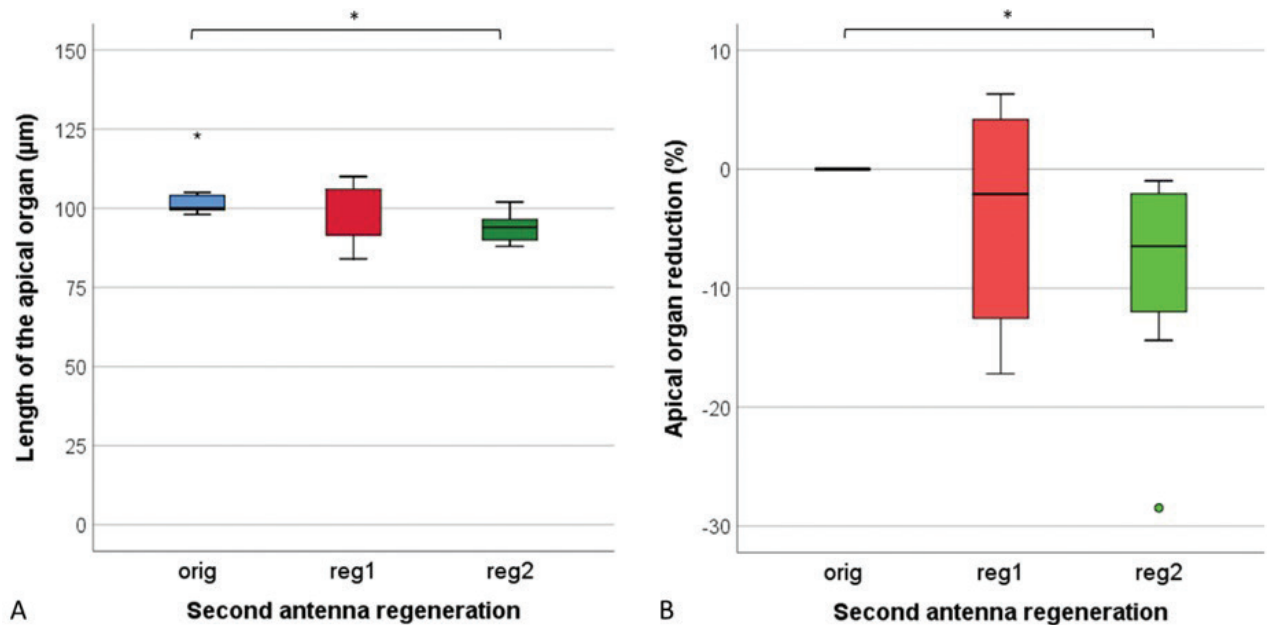 *
150
125
100
75
50
25
0
*
Length of the apical organ (µm)
orig reg1 reg2
A Second antenna regeneration
*
10
0
-10
-20
-30
Apical organ reduction (%)
orig reg1 reg2
B Second antenna regeneration